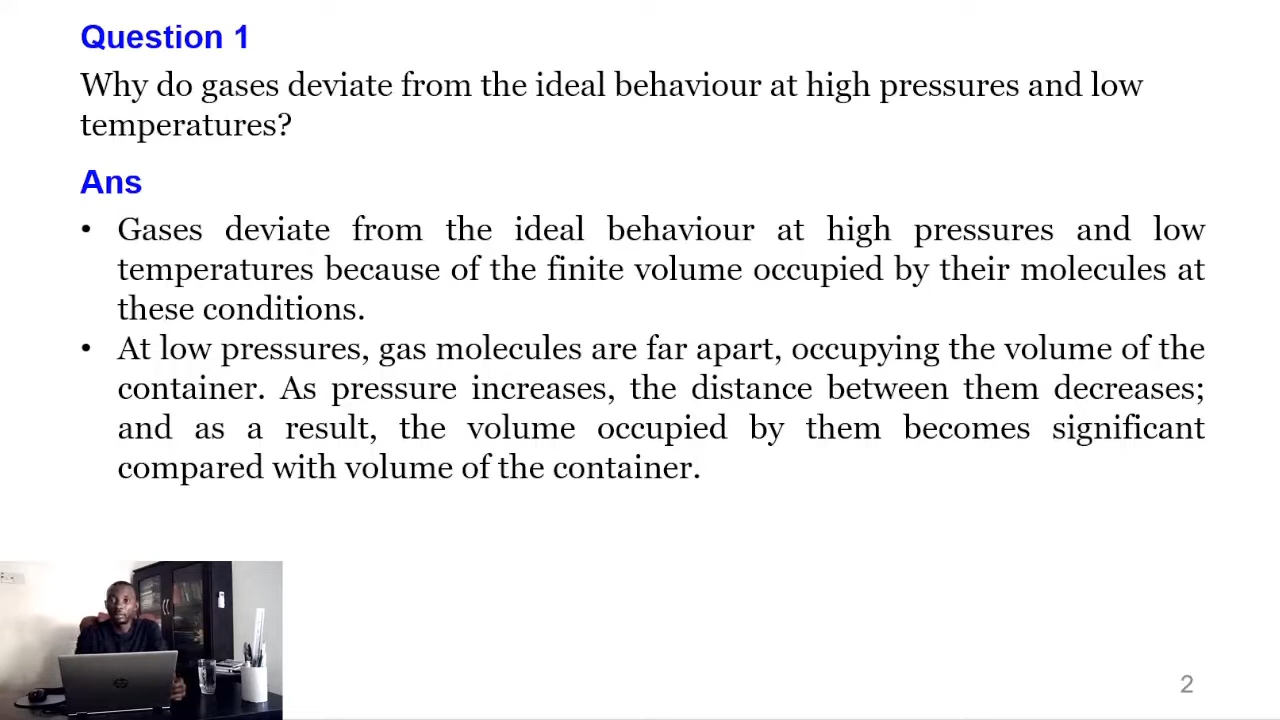 Question 1
Why do gases deviate from the ideal behaviour at high pressures and low
temperatures?
Ans
• Gases deviate from the ideal behaviour at high pressures and low
temperatures because of the finite volume occupied by their molecules at
these conditions.
• At low pressures, gas molecules are far apart, occupying the volume of the
container. As pressure increases, the distance between them decreases;
and as a result, the volume occupied by them becomes significant
compared with volume of the container.
2